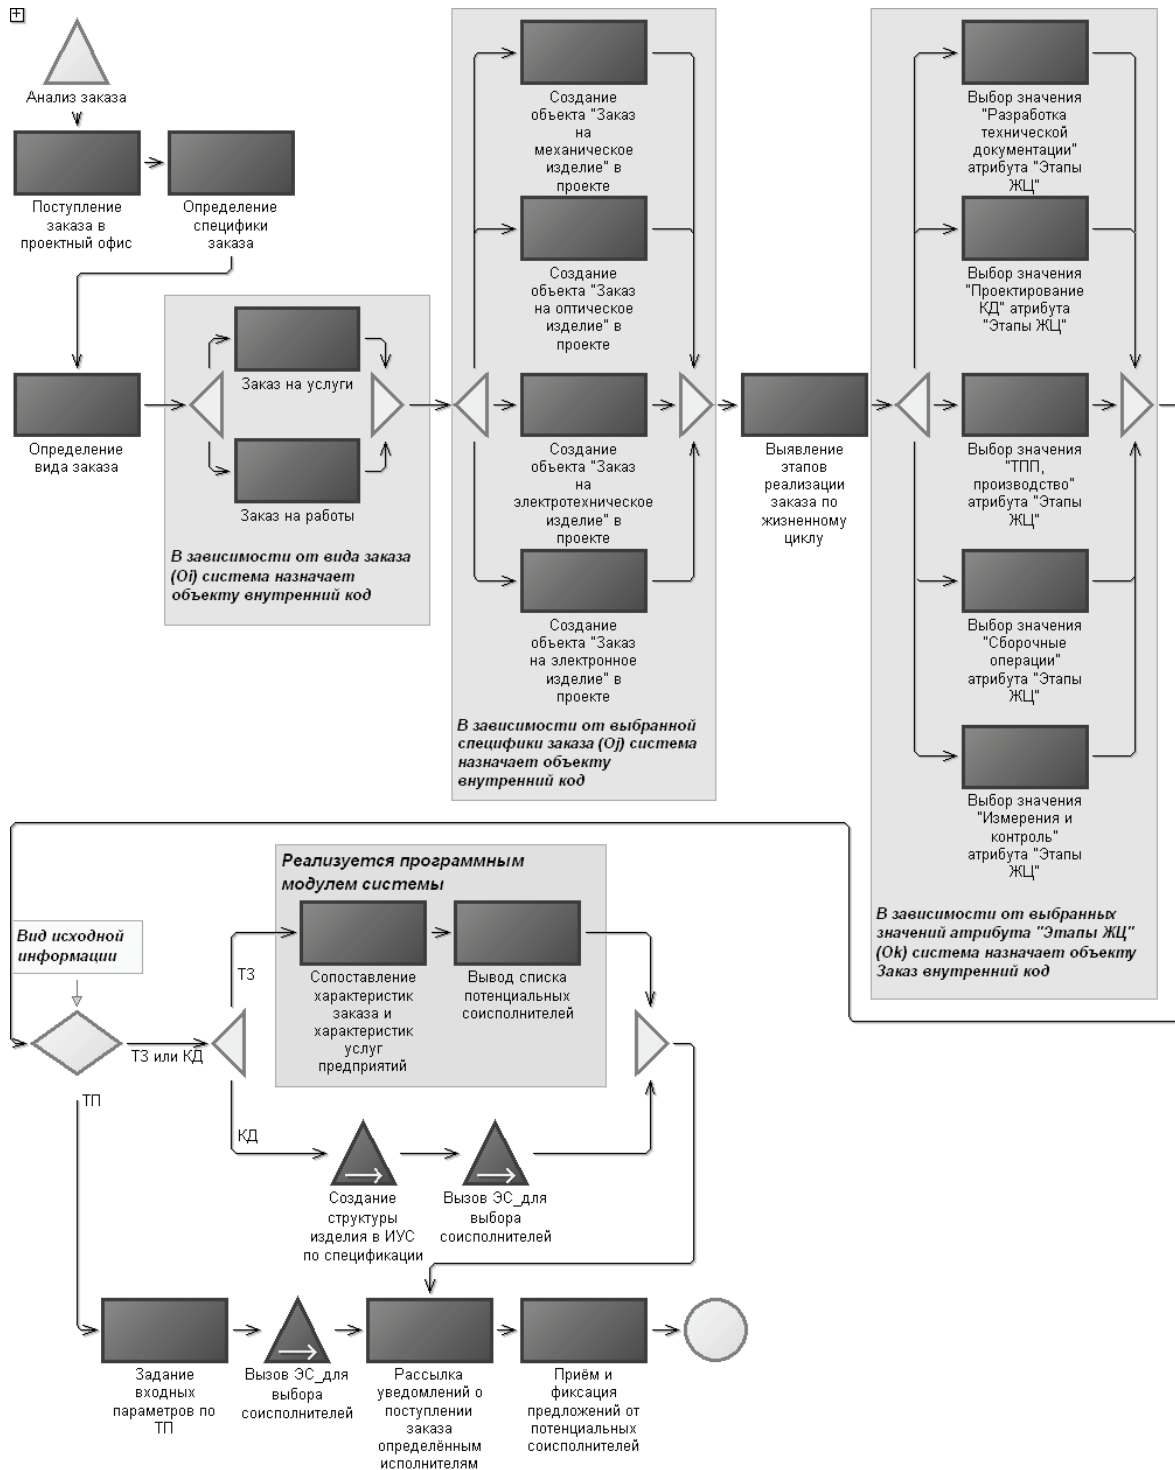 Анализ заказа
Поступление
заказа в
проектный офис
Определение
специфики
заказа
Определение
вида заказа
Заказ на услуги
Заказ на работы
В зависимости от вида заказа
(Oi) система назначает
объекту внутренний код
Создание
объекта "Заказ
на
механическое
изделие" в
проекте
Создание
объекта "Заказ
на оптическое
изделие" в
проекте
Создание
объекта "Заказ
на
электротехническое
изделие" в
проекте
Создание
объекта "Заказ
на электронное
изделие" в
проекте
В зависимости от выбранной
специфики заказа (Oj) система
назначает объекту
внутренний код
Выявление
этапов
реализации
заказа по
жизненному
циклу
Выбор значения
"Разработка
технической
документации"
атрибута "Этапы
ЖЦ"
Выбор значения
"Проектирование
КД" атрибута
"Этапы ЖЦ"
Выбор значения
"ТПП,
производство"
атрибута "Этапы
ЖЦ"
Выбор значения
"Сборочные
операции"
атрибута "Этапы
ЖЦ"
Выбор значения
"Измерения и
контроль"
атрибута "Этапы
ЖЦ"
В зависимости от выбранных
значений атрибута "Этапы ЖЦ"
(Ok) система назначает объекту
Заказ внутренний код
Реализуется программным
модулем системы
Вид исходной
информации
ТЗ
Сопоставление
характеристик
заказа и
характеристик
услуг
предприятий
Вывод списка
потенциальных
соисполнителей
ТЗ или КД
ТП
КД
Создание
структуры
изделия в ИУС
по спецификации
Вызов ЭС_для
выбора
соисполнителей
Задание
входных
параметров по
ТП
Вызов ЭС_для
выбора
соисполнителей
Рассылка
уведомлений о
поступлении
заказа
определённым
исполнителям
Приём и
фиксация
предложений от
потенциальных
соисполнителей